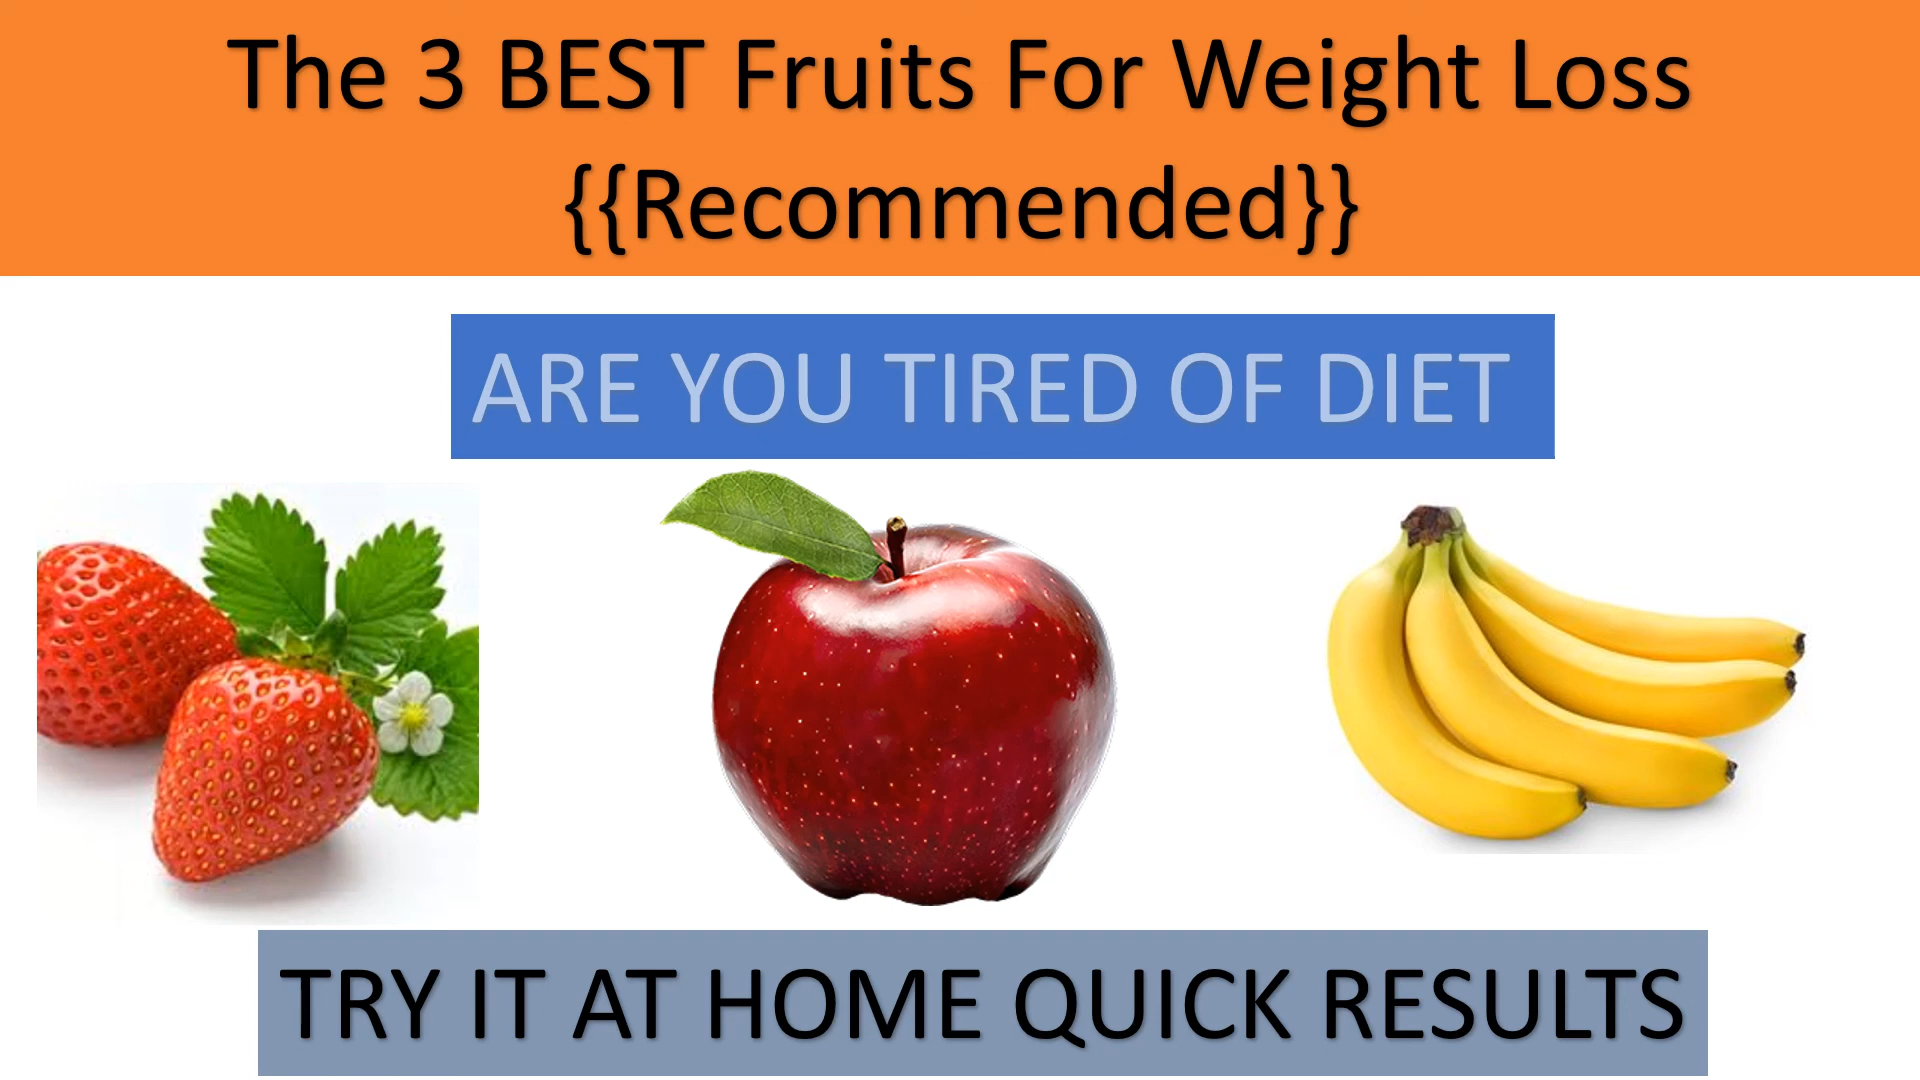 The 3 BEST Fruits For Weight Loss
{{Recommended}}
ARE YOU TIRED OF DIET
TRY IT AT HOME QUICK RESULTS